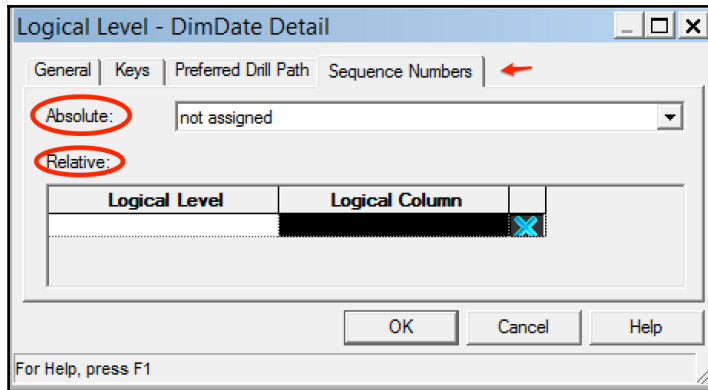 Logical Level - DimDate Detail
General Keys Preferred Drill Path Sequence Numbers
Absolute: not assigned
Relative:
Logical Level Logical Column
OK Cancel Help
For Help, press F1